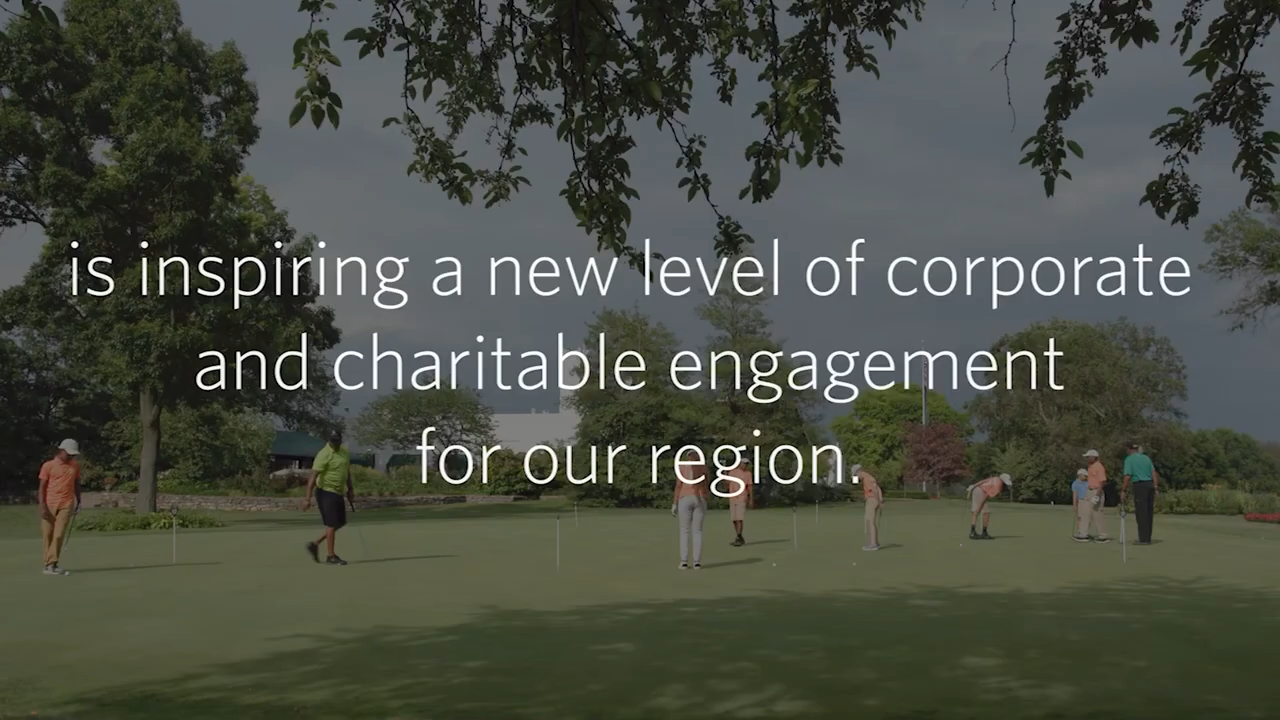 is inspiring a new level of corporate
and charitable engagement
for our region.